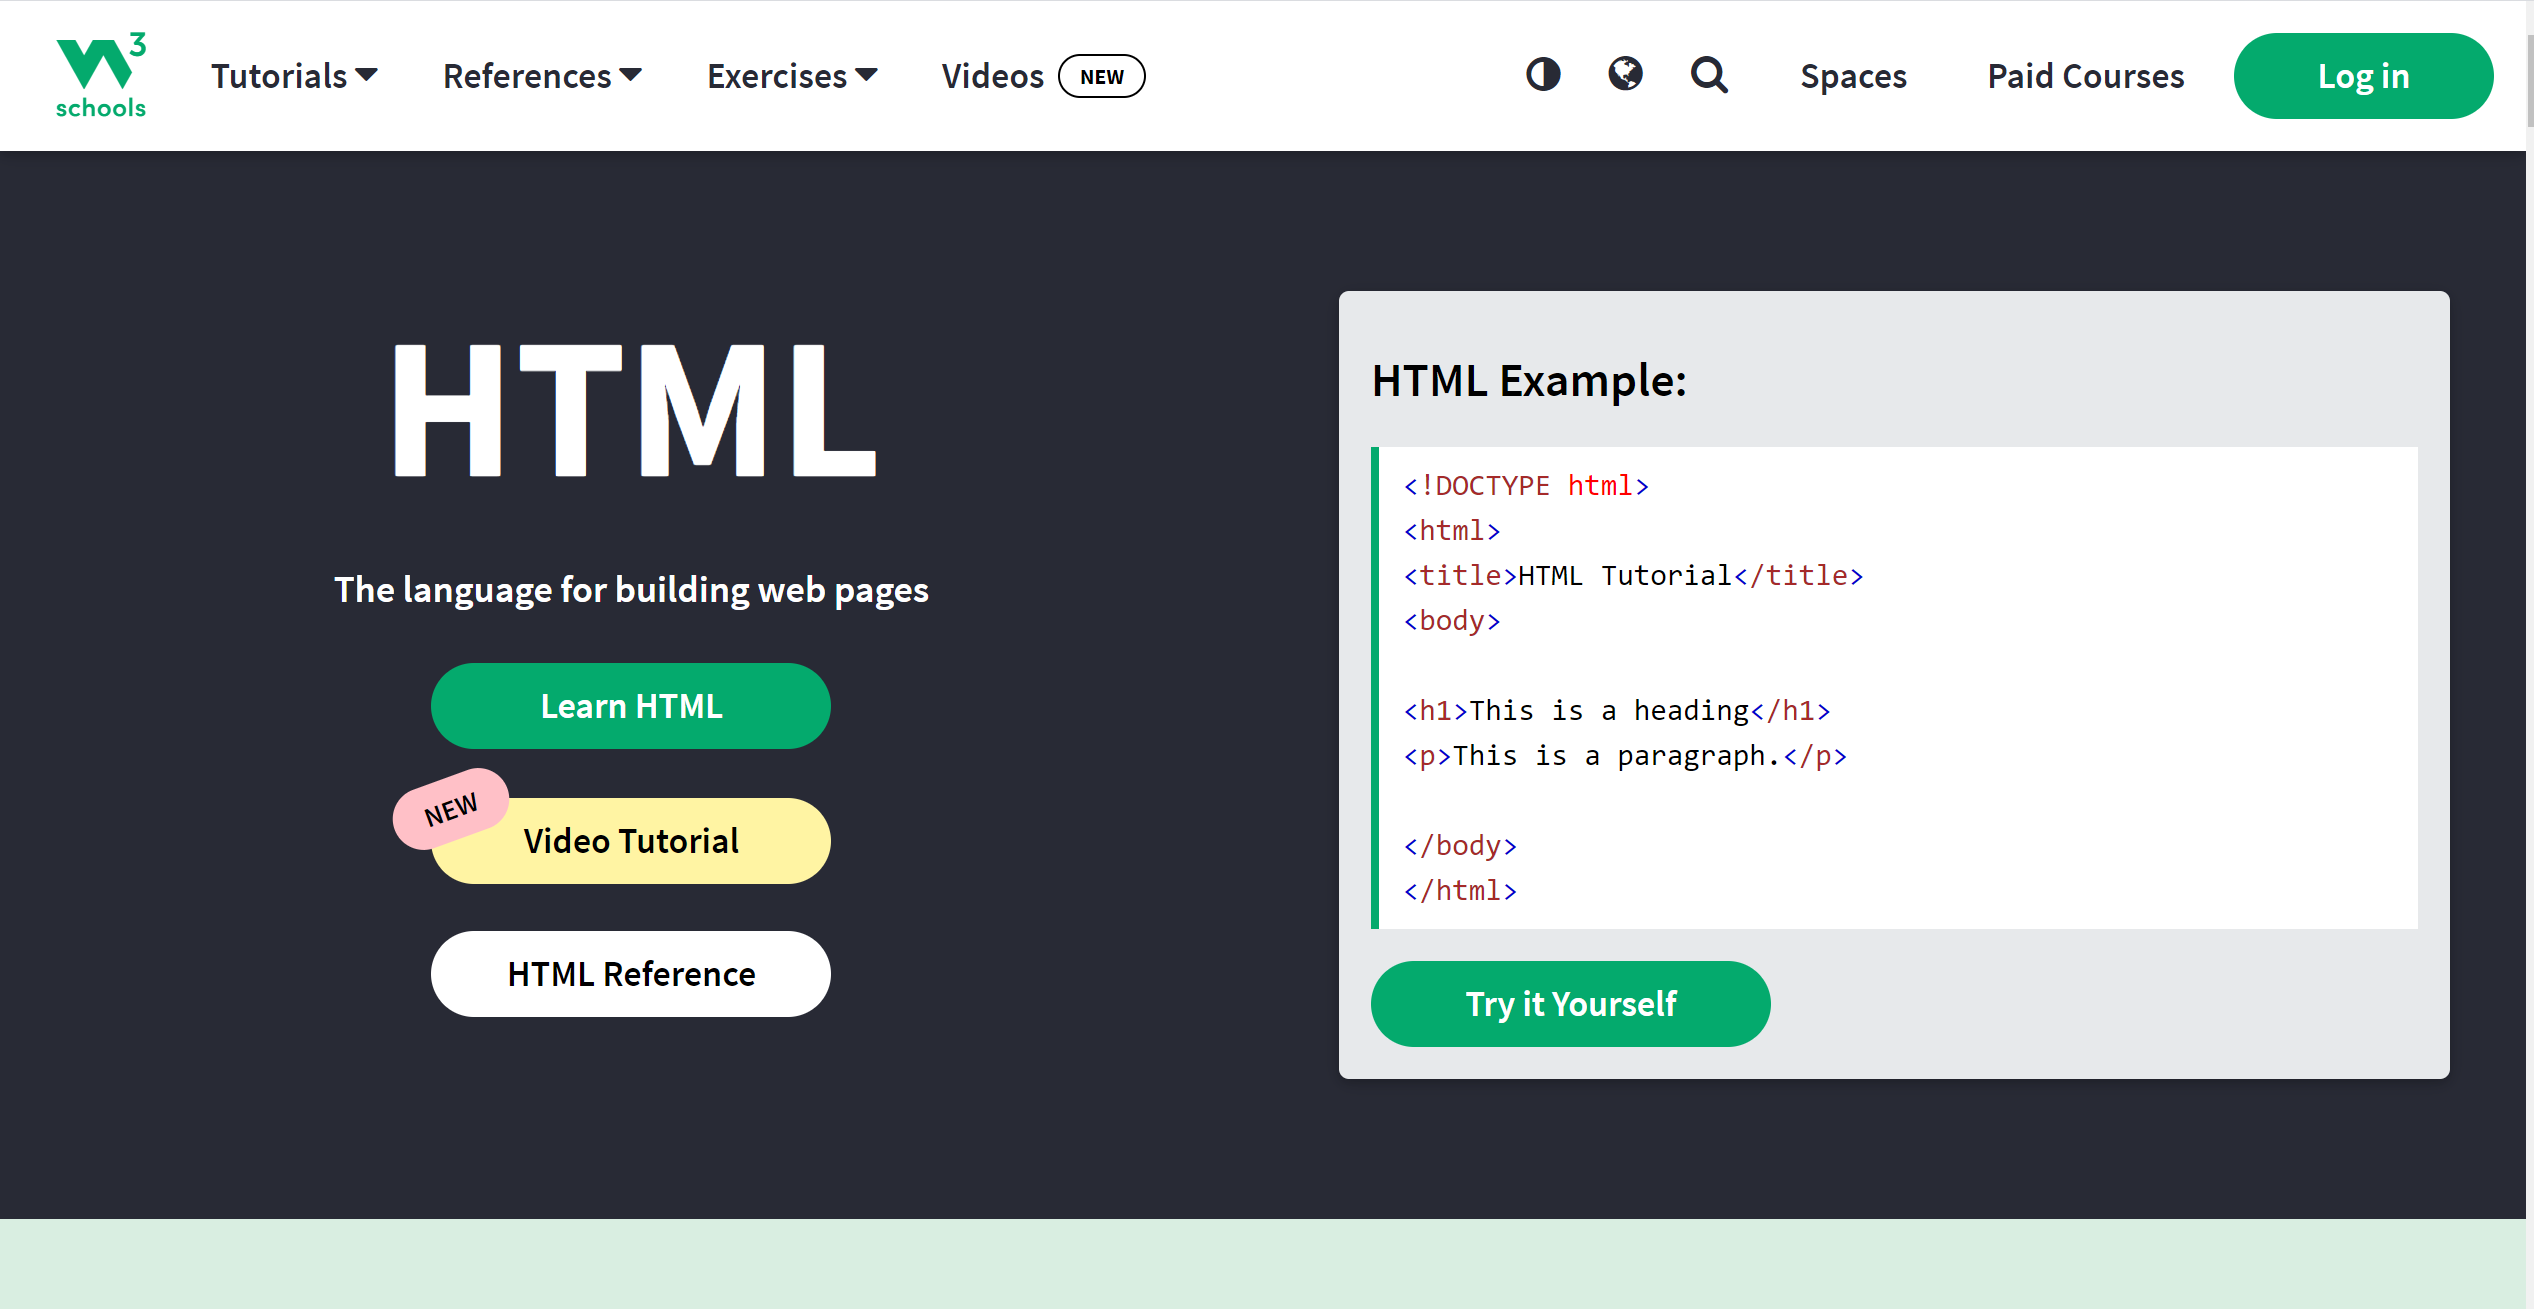 3
schools
Tutorials References Exercises Videos NEW Spaces Paid Courses Log in
HTML
The language for building web pages
Learn HTML
NEW
Video Tutorial
HTML Reference
HTML Example:
<!DOCTYPE html>
<html>
<title>HTML Tutorial</title>
<body>
<h1>This is a heading</h1>
<p>This is a paragraph.</p>
</body>
</html>
Try it Yourself